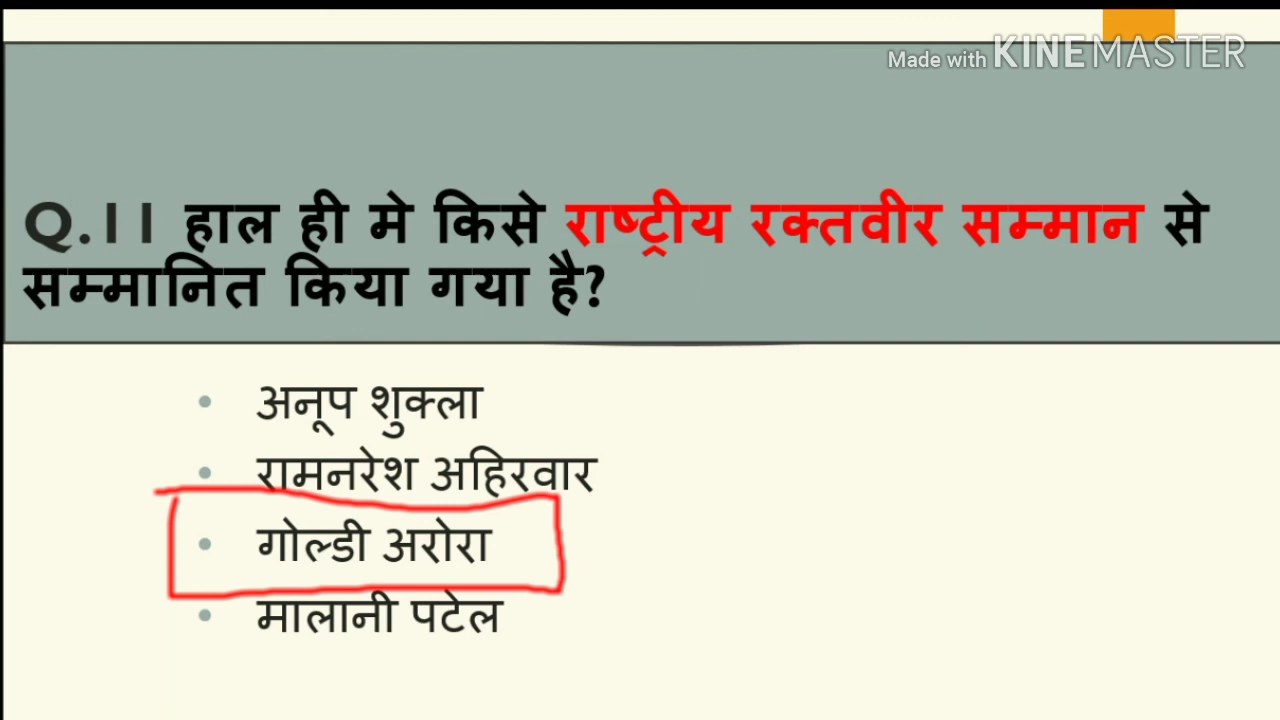 Made with KINEMASTER
Q.11 हाल ही मे किसे राष्ट्रीय रक्तवीर सम्मान से
सम्मानित किया गया है?
• अनूप शुक्ला
• रामनरेश अहिरवार
• गोल्डी अरोरा
• मालानी पटेल